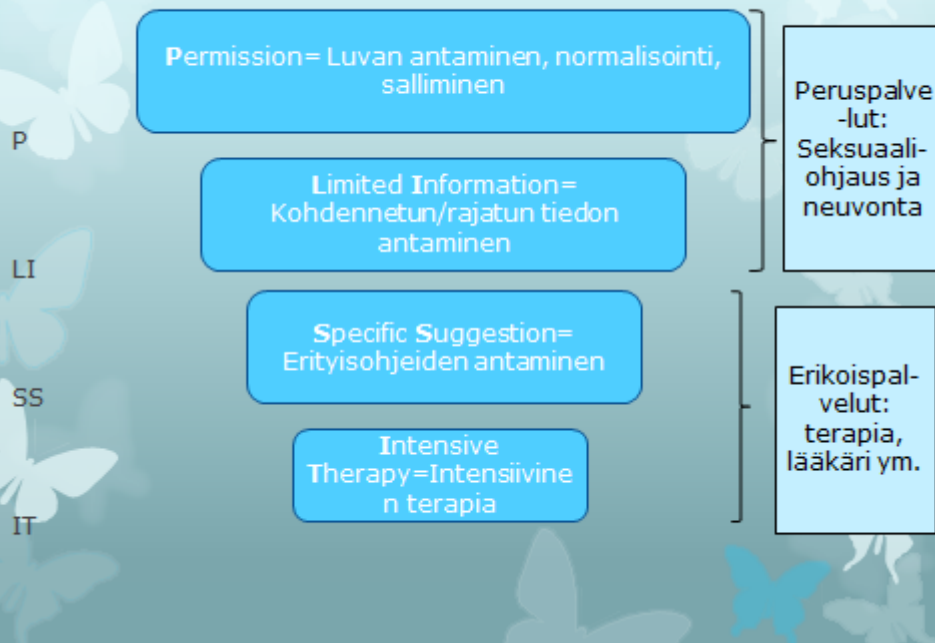 P
Permission= Luvan antaminen, normalisointi,
salliminen
LI
Limited Information=
Kohdennetun/rajatun tiedon
antaminen
Peruspalve
-lut:
Seksuaali-
ohjaus ja
neuvonta
SS
Specific Suggestion=
Erityisohjeiden antaminen
IT
Intensive
Therapy=Intensiivine
n terapia
Erikoispal-
velut:
terapia,
lääkäri ym.